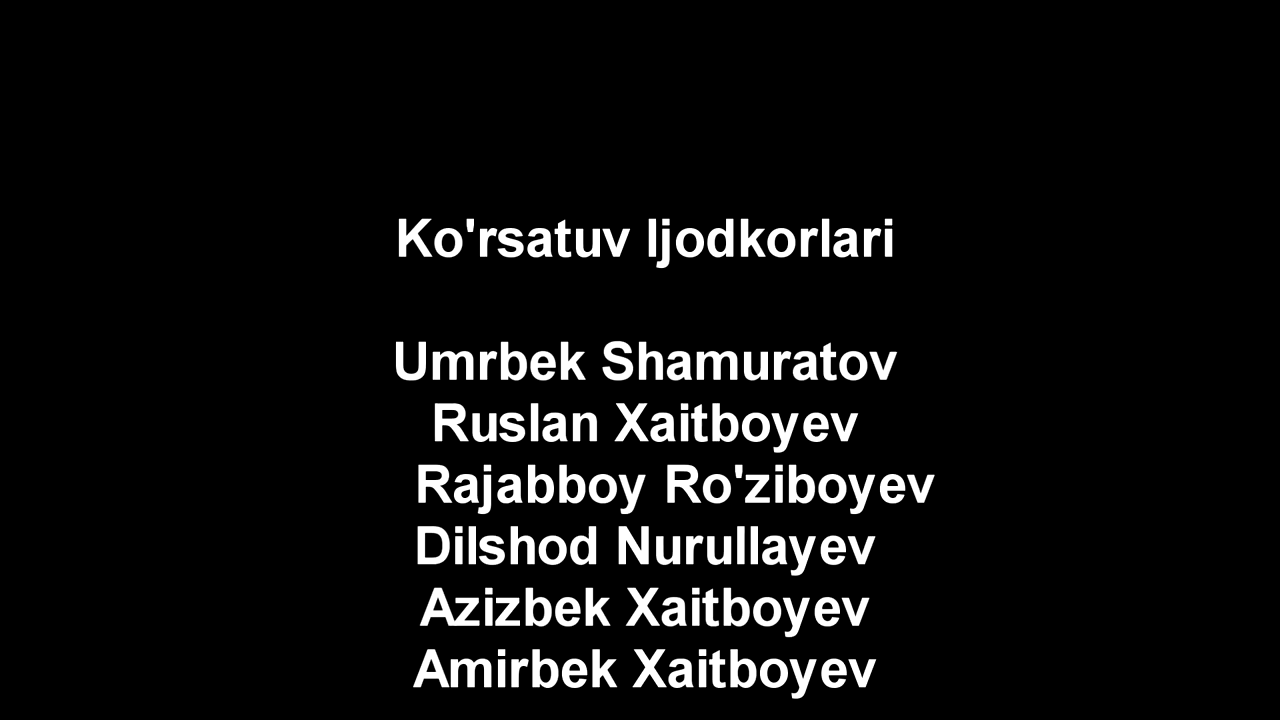 Ko'rsatuv Ijodkorlari
Umrbek Shamuratov
Ruslan Xaitboyev
Rajabboy Ro'ziboyev
Dilshod Nurullayev
Azizbek Xaitboyev
Amirbek Xaitboyev